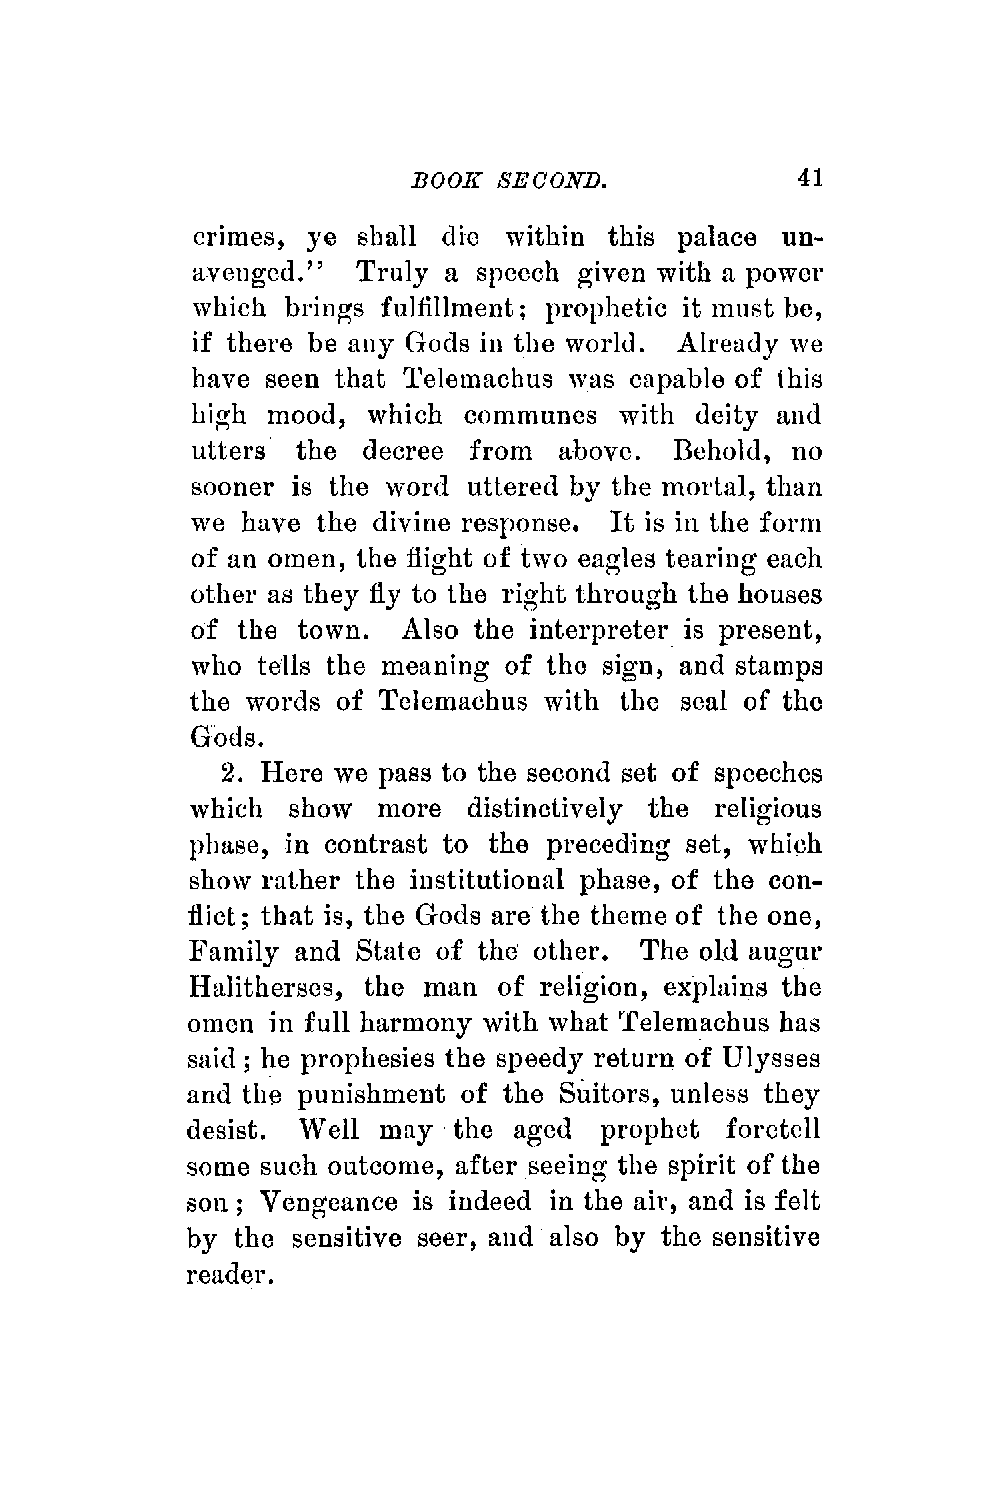 BOOK SECOND. 41
crimes, ye shall die within this palace un-
avenged.'' Truly a speech given with a power
which brings fulfillment; prophetic it must be,
if there be any Gods in the world. Already we
have seen that Telemachus was capable of this
high mood, which communes with deity and
utters the decree from above. Behold, no
sooner is the word uttered by the mortal, than
we have the divine response. It is in the form
of an omen, the flight of two eagles tearing each
other as they fly to the right through the houses
of the town. Also the interpreter is present,
who tells the meaning of the sign, and stamps
the words of Telemachus with the seal of the
Gods.
2. Here we pass to the second set of speeches
which show more distinctively the religious
phase, in contrast to the preceding set, which
show rather the institutional phase, of the con-
flict; that is, the Gods are the theme of the one,
Family and State of the other. The old augur
Halitherses, the man of religion, explains the
omen in full harmony with what Telemachus has
said; he prophesies the speedy return of Ulysses
and the punishment of the Suitors, unless they
desist. Well may the aged prophet foretell
some such outcome, after seeing the spirit of the
son; Vengeance is indeed in the air, and is felt
by the sensitive seer, and also by the sensitive
reader.